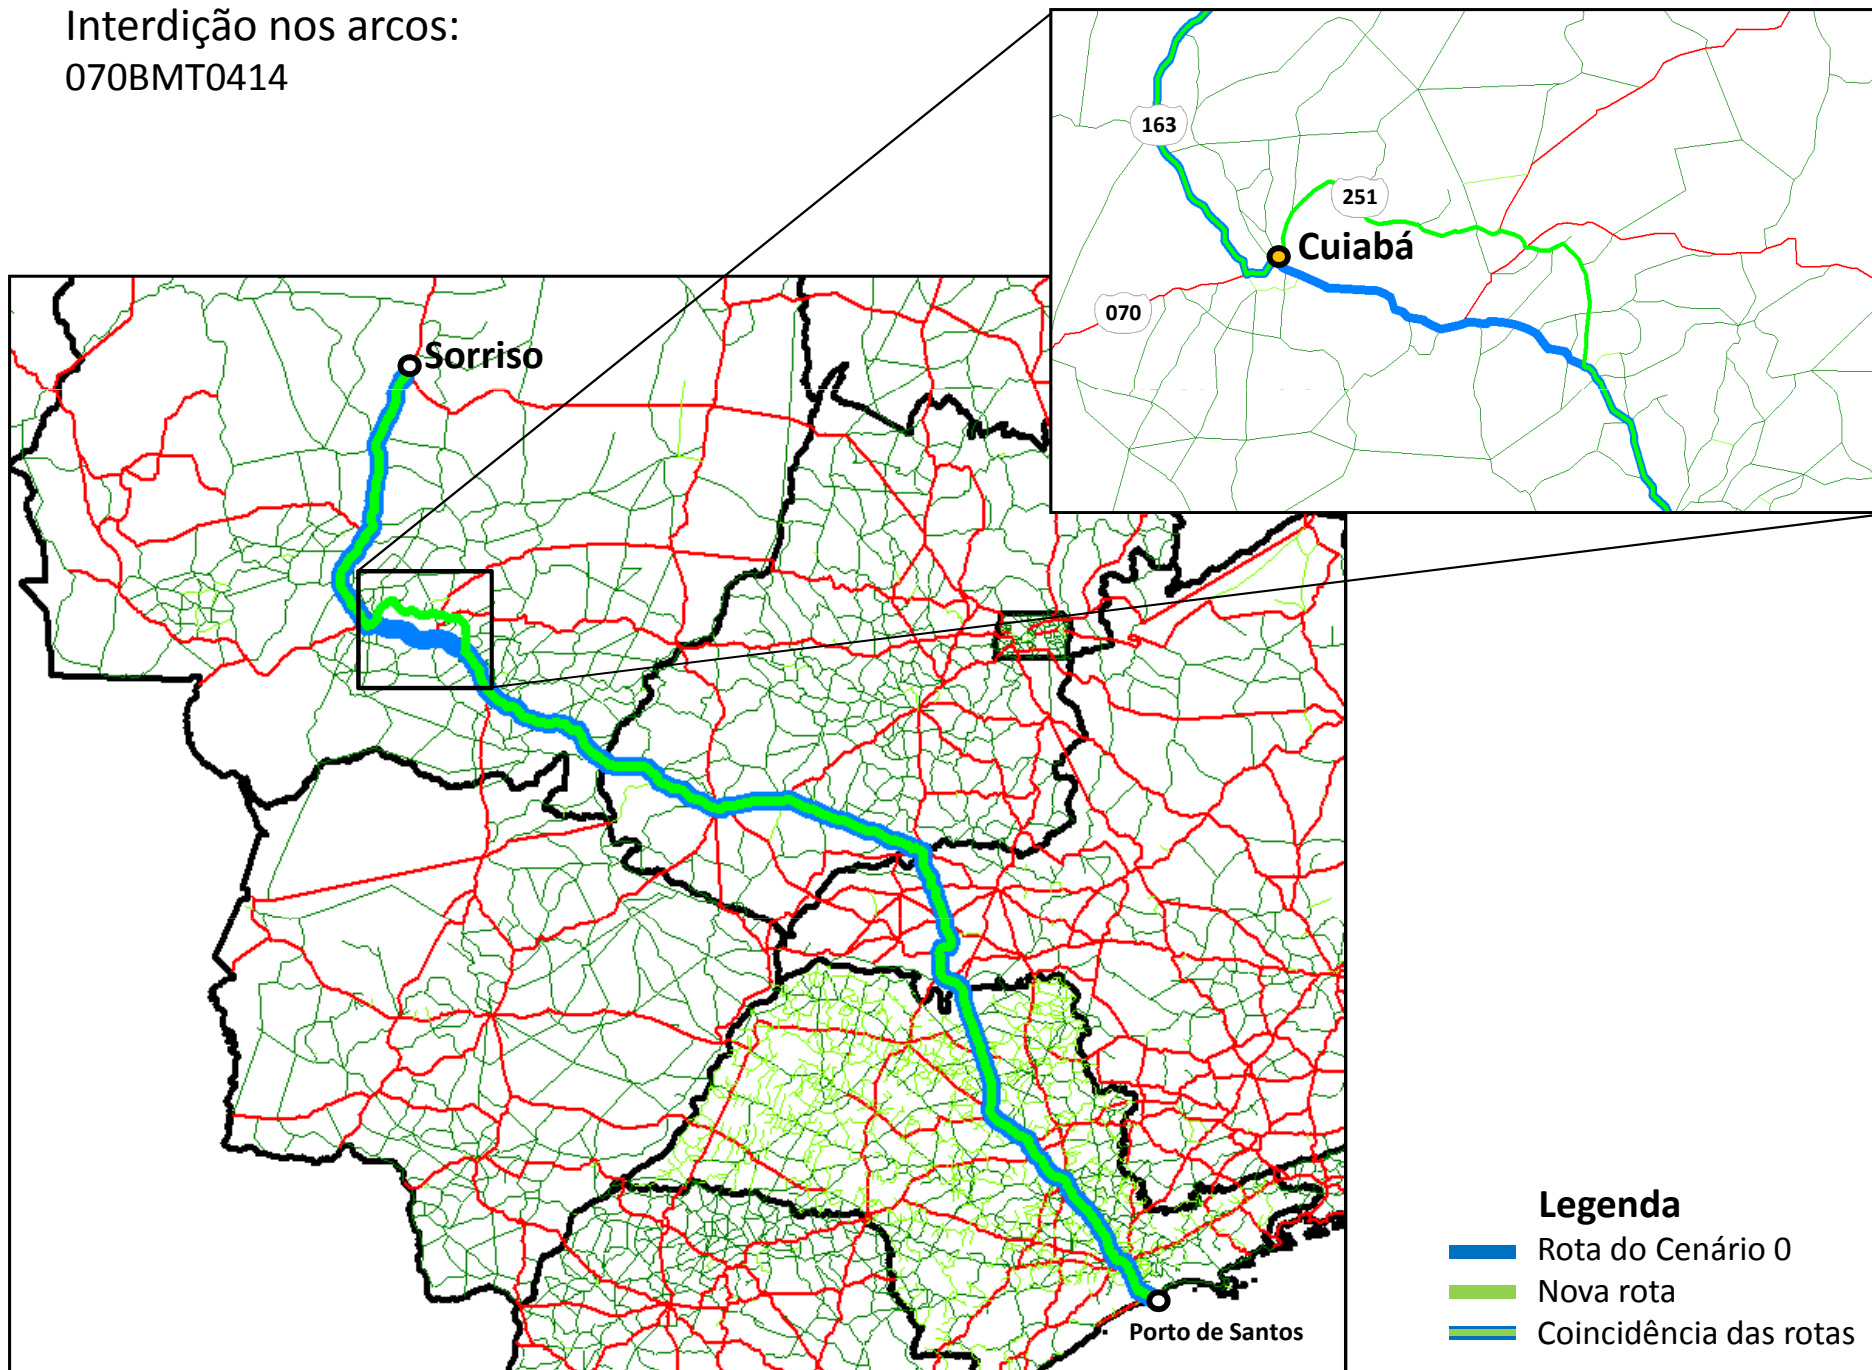 Interdição nos arcos:
070BMT0414
163
251
Cuiabá
070
Sorriso
Porto de Santos
Legenda
Rota do Cenário 0
Nova rota
Coincidência das rotas